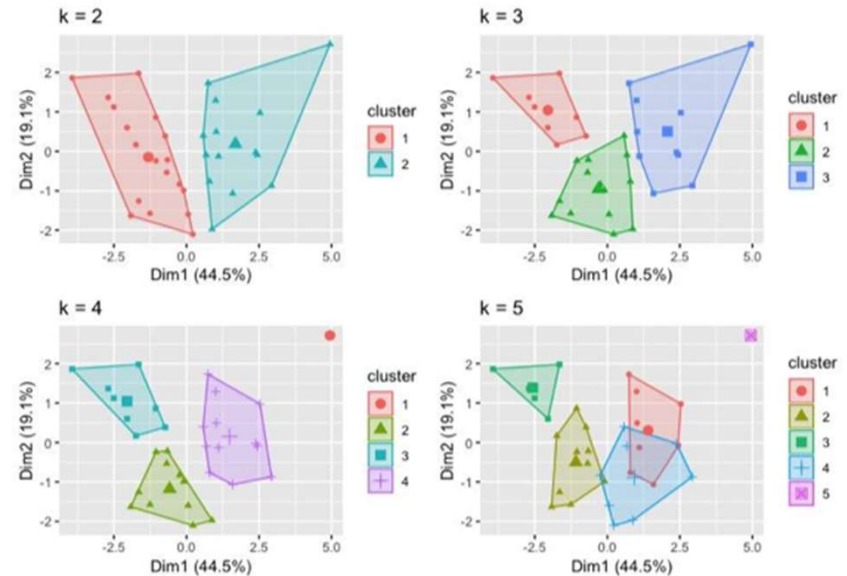 k = 2
2
1
0
-1
-2
Dim2 (19.1%)
-2.5 0.0 2.5 5.0
Dim1 (44.5%)
cluster
1
2
k = 3
2
1
0
-1
-2
Dim2 (19.1%)
-2.5 0.0 2.5 5.0
Dim1 (44.5%)
cluster
1
2
3
k = 4
2
1
0
-1
-2
Dim2 (19.1%)
-2.5 0.0 2.5 5.0
Dim1 (44.5%)
cluster
1
2
3
4
k = 5
2
1
0
-1
-2
Dim2 (19.1%)
-2.5 0.0 2.5 5.0
Dim1 (44.5%)
cluster
1
2
3
4
5